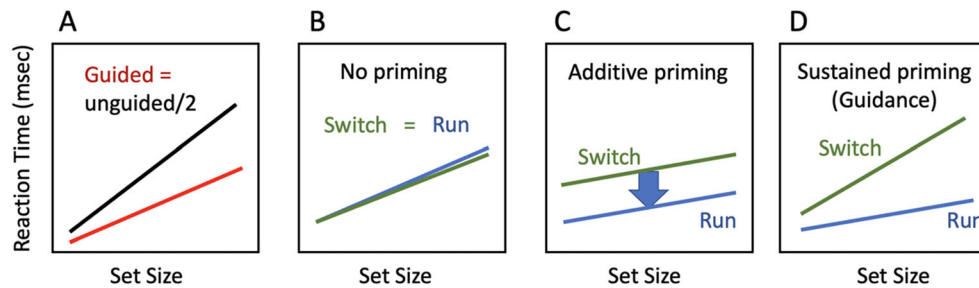 A
Reaction Time (msec)
Guided =
unguided/2
Set Size
B
No priming
Switch = Run
Set Size
C
Additive priming
Switch
Run
Set Size
D
Sustained priming
(Guidance)
Switch
Run
Set Size